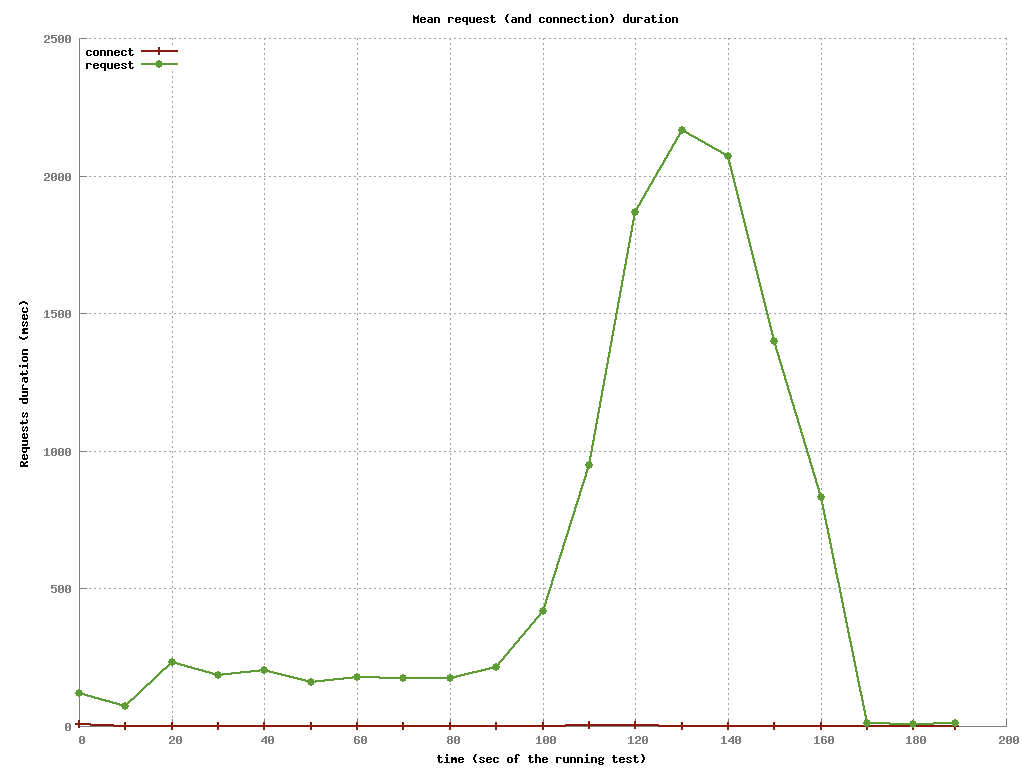 Mean request (and connection) duration
connect
request
2500
2000
1500
1000
500
0
Requests duration (msec)
0 20 40 60 80 100 120 140 160 180 200
time (sec of the running test)